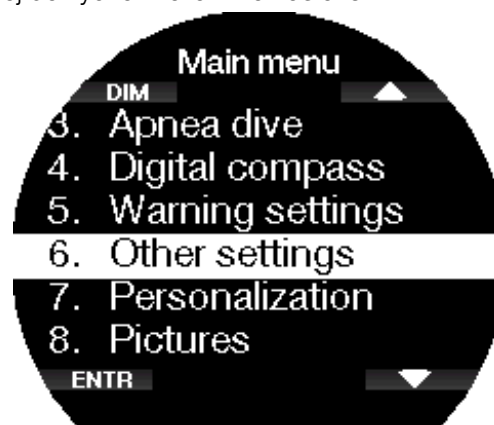 Main menu
DIM
3. Apnea dive
4. Digital compass
5. Warning settings
6. Other settings
7. Personalization
8. Pictures
ENTR